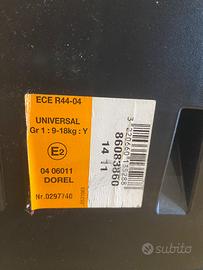 ECE R44-04
UNIVERSAL
Gr 1 : 9-18kg : Y
E2
04 06011
DOREL
Nr.0297740
86083860
14 11
subito